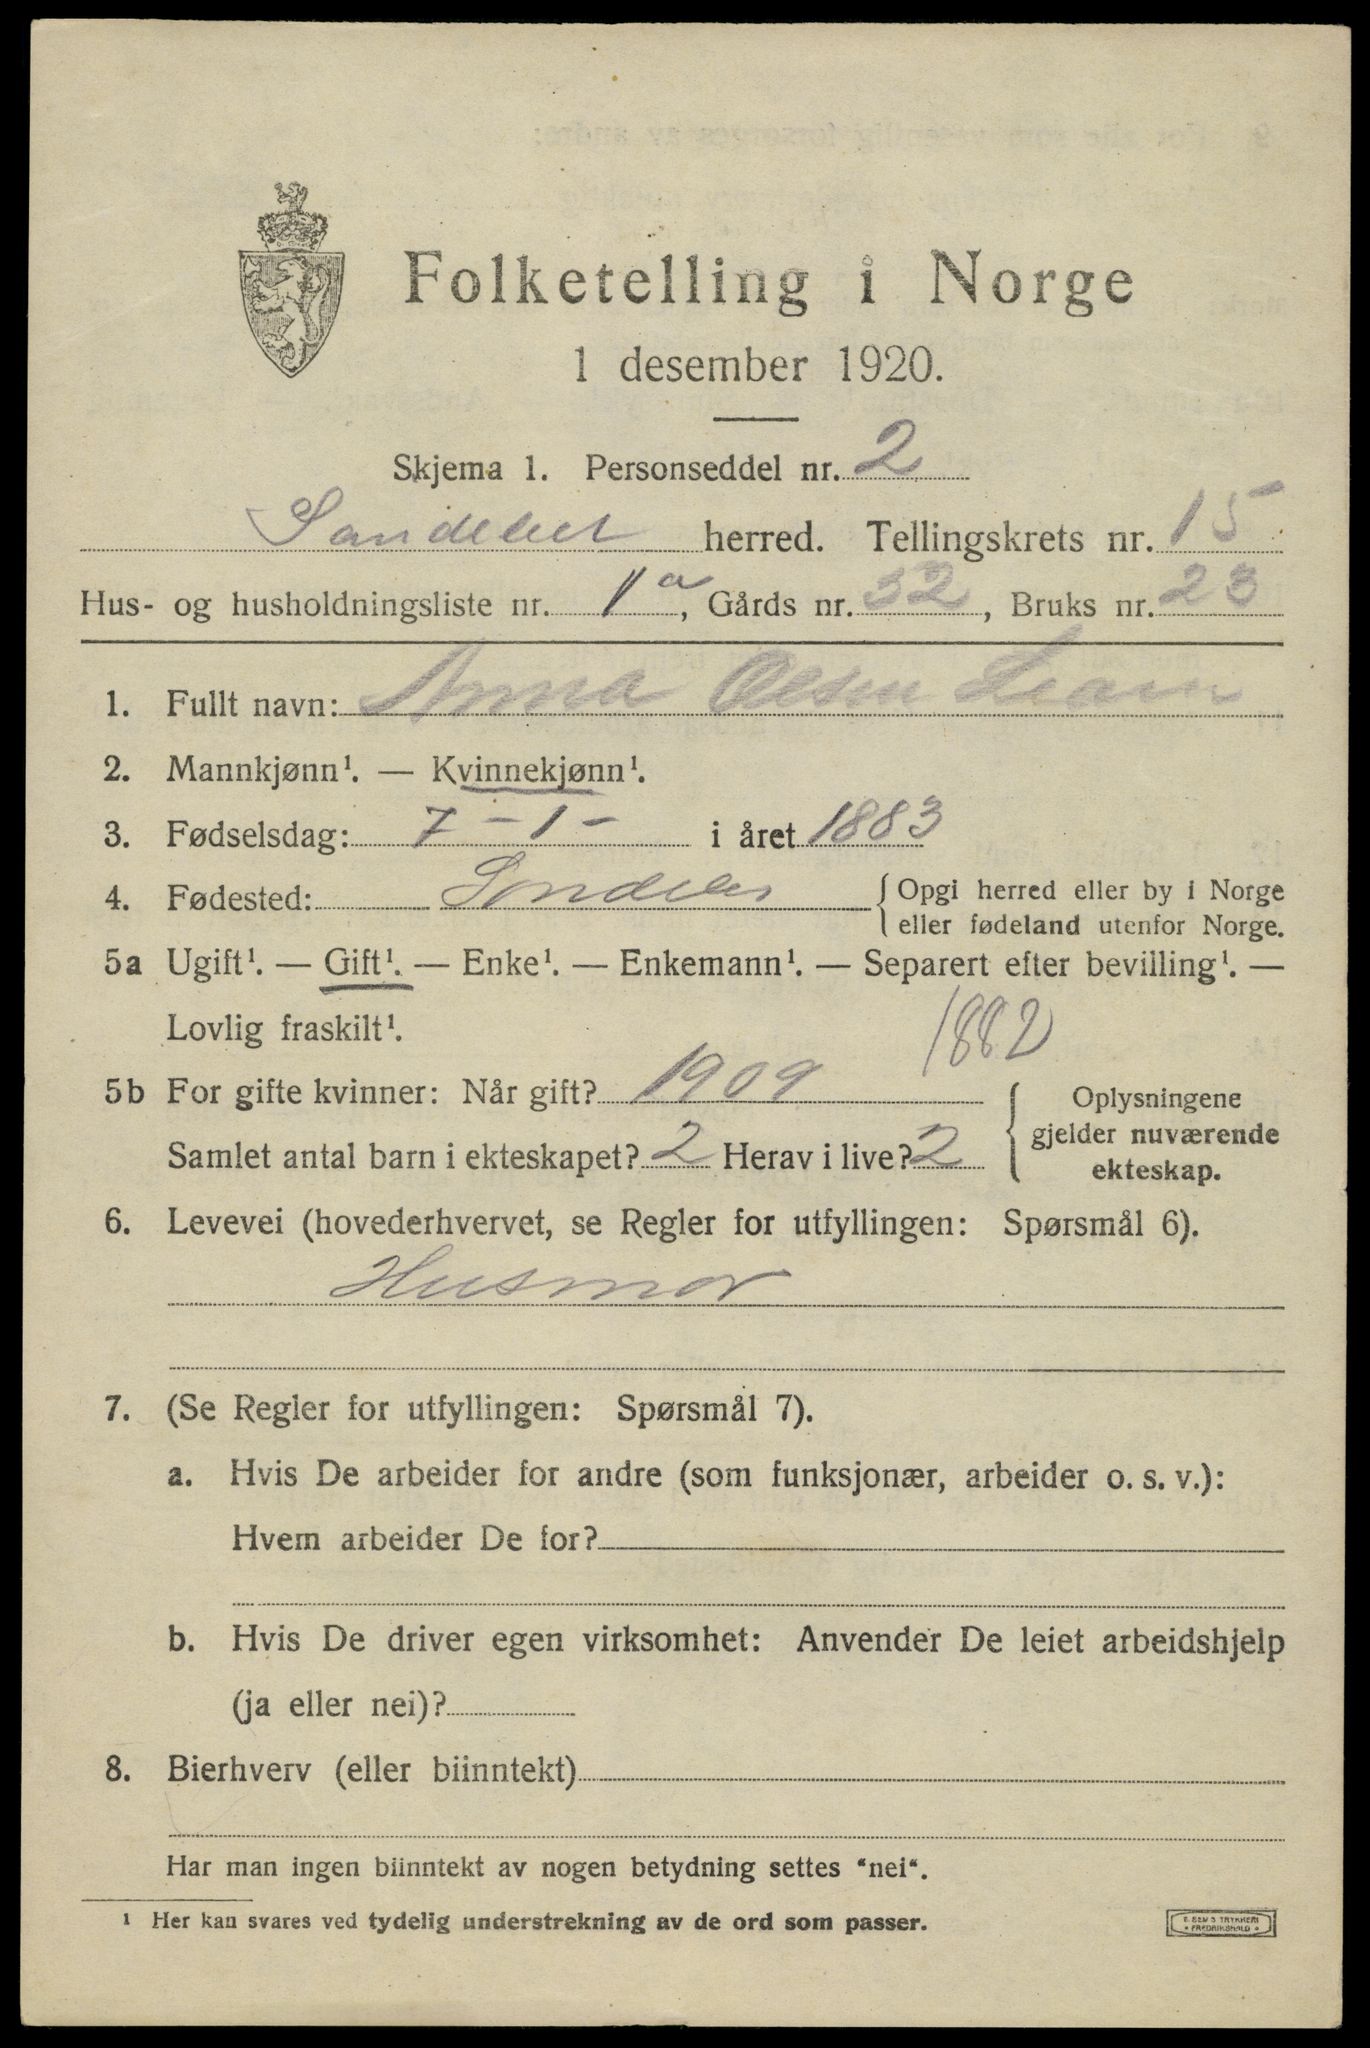 Folketelling i Norge
1 desember 1920.
Skjema 1. Personseddel nr. 2
herred. Tellingskrets nr. 15
Hus- og husholdningsliste nr. 1a, Gårds nr. 32, Bruks nr. 23
1. Fullt navn: Anna Olsen
2. Mannkjønn¹. — Kvinnekjønn¹.
3. Fødselsdag: 7 - 1 - i året 1883
4. Fødested: {Opgi herred eller by i Norge
eller fødeland utenfor Norge.
5a Ugift¹. — Gift¹. — Enke¹. — Enkemann¹. — Separert efter bevilling¹. —
Lovlig fraskilt¹.
1882
5b For gifte kvinner: Når gift? 1909 { Oplysningene
gjelder nuværende
ekteskap.
Samlet antal barn i ekteskapet? 2 Herav i live? 2
6. Levevei (hovederhvervet, se Regler for utfyllingen: Spørsmål 6).
Husmor
7. (Se Regler for utfyllingen: Spørsmål 7).
a. Hvis De arbeider for andre (som funksjonær, arbeider o. s. v.):
Hvem arbeider De for?
b. Hvis De driver egen virksomhet: Anvender De leiet arbeidshjelp
(ja eller nei)?
8. Bierhverv (eller biinntekt)
Har man ingen biinntekt av nogen betydning settes "nei".
¹ Her kan svares ved tydelig understrekning av de ord som passer.
E. SEM'S TRYKKERI
FREDRIKSHALD